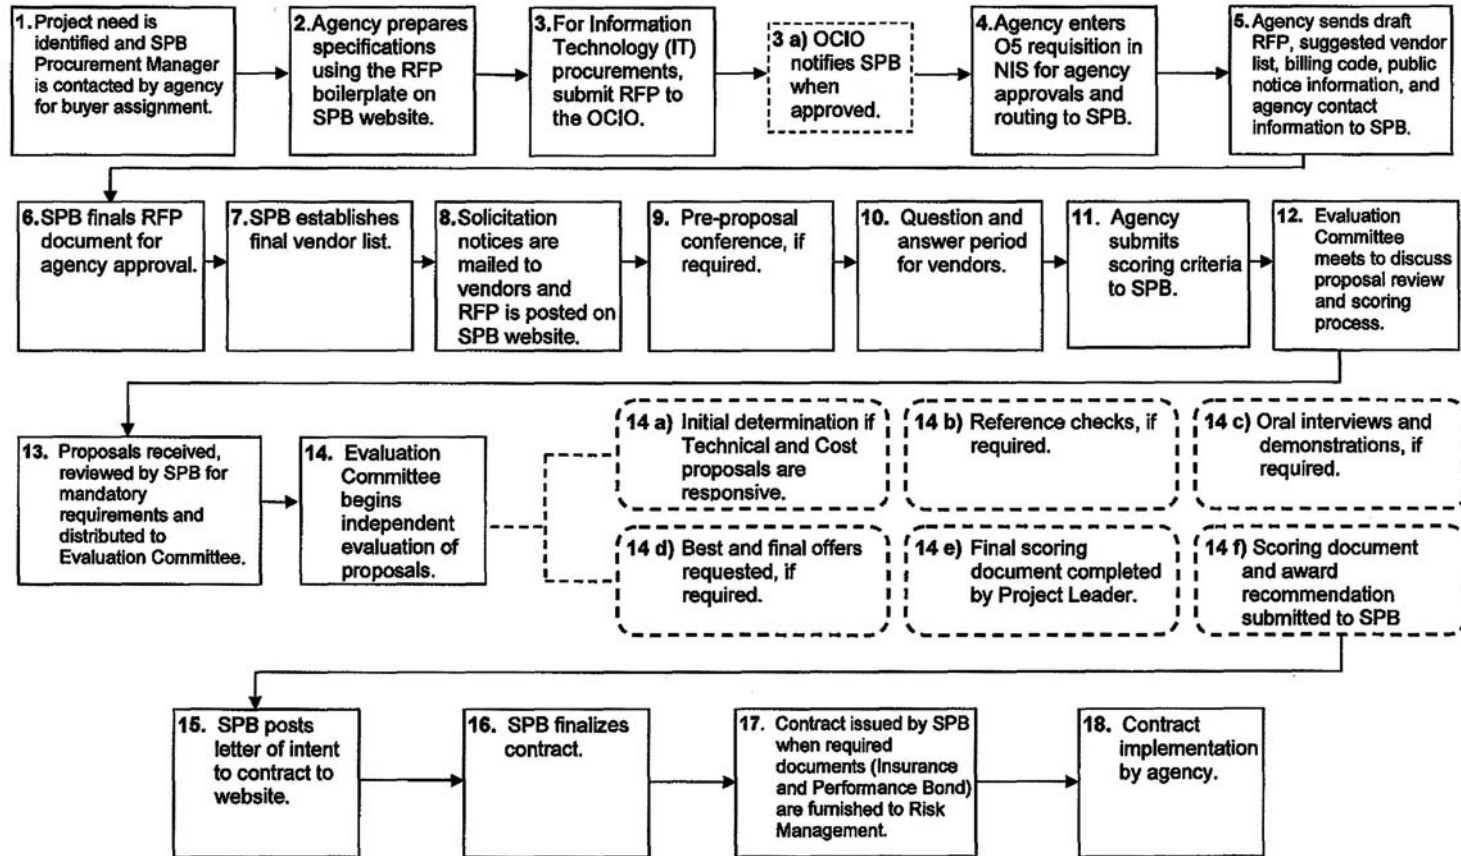 1. Project need is
identified and SPB
Procurement Manager
is contacted by agency
for buyer assignment.
2. Agency prepares
specifications
using the RFP
boilerplate on
SPB website.
3. For Information
Technology (IT)
procurements,
submit RFP to
the OCIO.
3 a) OCIO
notifies SPB
when
approved.
4. Agency enters
O5 requisition in
NIS for agency
approvals and
routing to SPB.
5. Agency sends draft
RFP, suggested vendor
list, billing code, public
notice information, and
agency contact
information to SPB.
6. SPB finals RFP
document for
agency approval.
7. SPB establishes
final vendor list.
8. Solicitation
notices are
mailed to
vendors and
RFP is posted on
SPB website.
9. Pre-proposal
conference, if
required.
10. Question and
answer period
for vendors.
11. Agency
submits
scoring criteria
to SPB.
12. Evaluation
Committee
meets to discuss
proposal review
and scoring
process.
13. Proposals received,
reviewed by SPB for
mandatory
requirements and
distributed to
Evaluation Committee.
14. Evaluation
Committee
begins
independent
evaluation of
proposals.
14 a) Initial determination if
Technical and Cost
proposals are
responsive.
14 b) Reference checks, if
required.
14 c) Oral interviews and
demonstrations, if
required.
14 d) Best and final offers
requested, if
required.
14 e) Final scoring
document completed
by Project Leader.
14 f) Scoring document
and award
recommendation
submitted to SPB
15. SPB posts
letter of intent
to contract to
website.
16. SPB finalizes
contract.
17. Contract issued by SPB
when required
documents (Insurance
and Performance Bond)
are furnished to Risk
Management.
18. Contract
implementation
by agency.